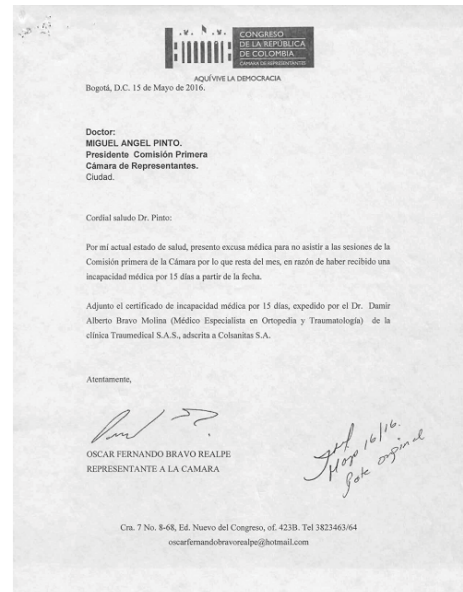 CONGRESO
DE LA REPÚBLICA
DE COLOMBIA
CÁMARA DE REPRESENTANTES
AQUÍ VIVE LA DEMOCRACIA
Bogotá, D.C. 15 de Mayo de 2016.
Doctor:
MIGUEL ANGEL PINTO.
Presidente Comisión Primera
Cámara de Representantes.
Ciudad.
Cordial saludo Dr. Pinto:
Por mí actual estado de salud, presento excusa médica para no asistir a las sesiones de la
Comisión primera de la Cámara por lo que resta del mes, en razón de haber recibido una
incapacidad médica por 15 días a partir de la fecha.
Adjunto el certificado de incapacidad médica por 15 días, expedido por el Dr. Damir
Alberto Bravo Molina (Médico Especialista en Ortopedia y Traumatología) de la
clínica Traumedical S.A.S., adscrita a Colsanitas S.A.
Atentamente,
OSCAR FERNANDO BRAVO REALPE
REPRESENTANTE A LA CAMARA
Mayo 16/16.
original
Cra. 7 No. 8-68, Ed. Nuevo del Congreso, of. 423B. Tel 3823463/64
oscarfernandobravorealpe@hotmail.com